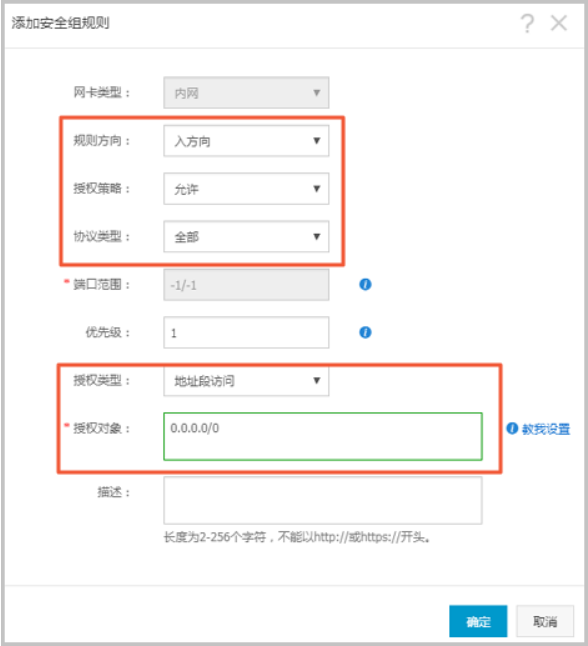 添加安全组规则
网卡类型： 内网
规则方向： 入方向
授权策略： 允许
协议类型： 全部
* 端口范围： -1/-1
优先级： 1
授权类型： 地址段访问
* 授权对象： 0.0.0.0/0 教我设置
描述：
长度为2-256个字符，不能以http://或https://开头。
确定 取消